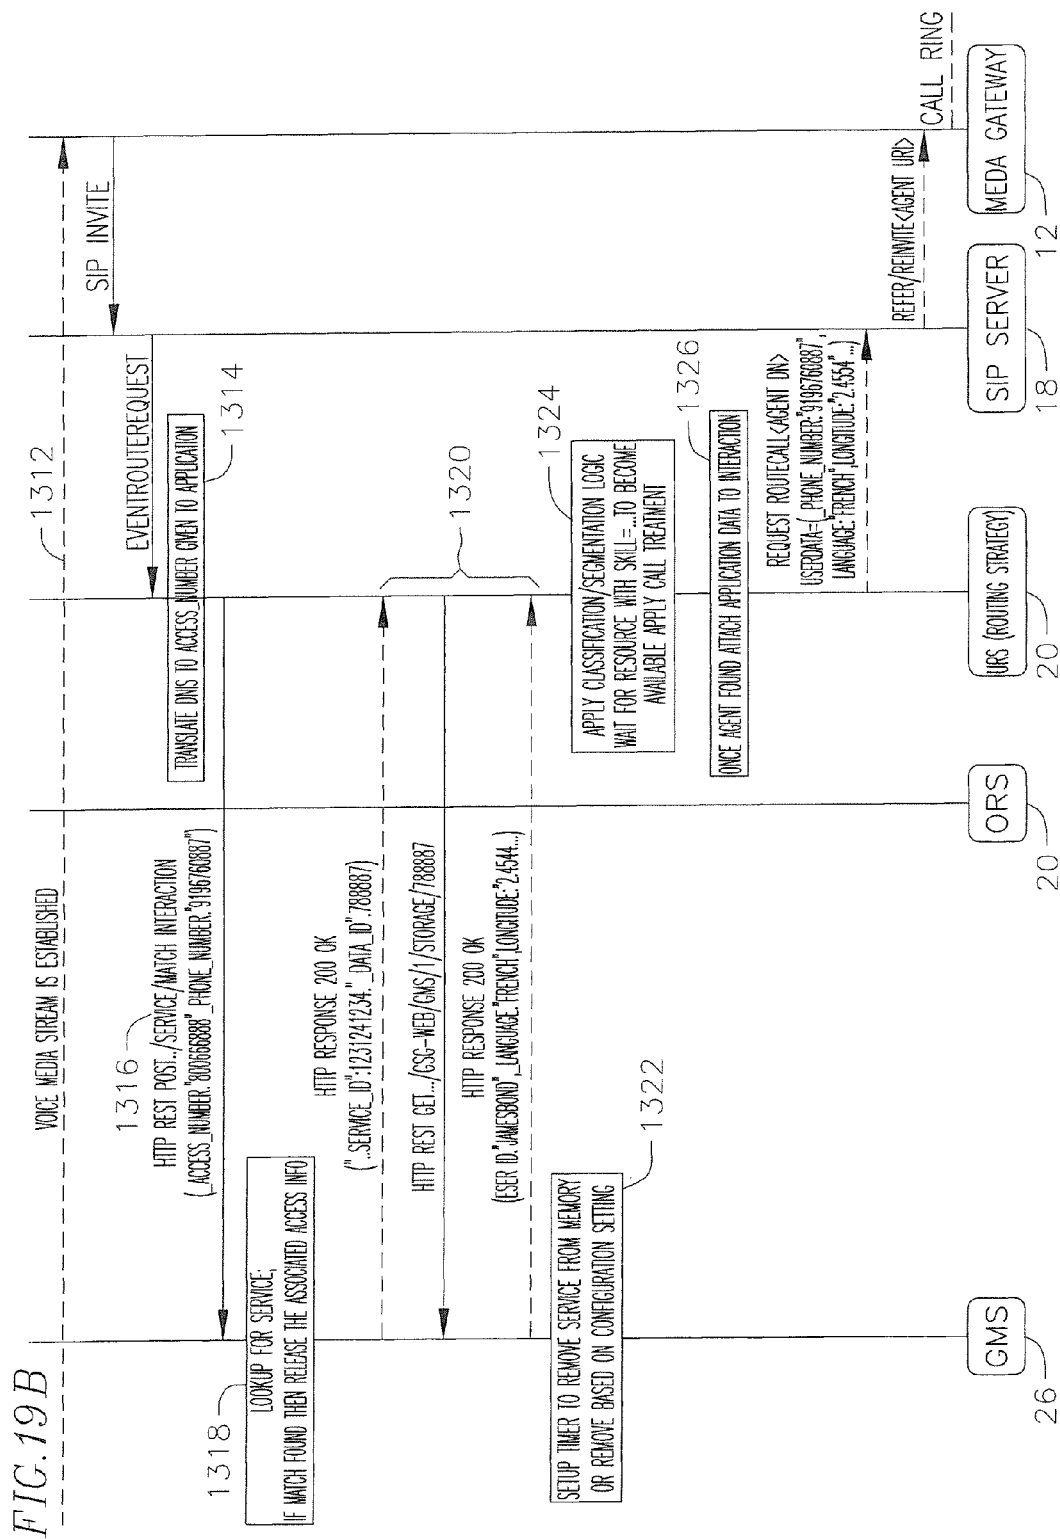 FIG.19B
VOICE MEDIA STREAM IS ESTABLISHED
1312
SIP INVITE
EVENTROUTEREQUEST
TRANSLATE DNIS TO ACCESS NUMBER GIVEN TO APPLICATION
1314
1316
HTTP REST POST../SERVICE/MATCH INTERACTION
(_ACCESS_NUMBER:"800666888"_PHONE_NUMBER:"9196760887")
1318
LOOKUP FOR SERVICE;
IF MATCH FOUND THEN RELEASE THE ASSOCIATED ACCESS INFO
HTTP RESPONSE 200 OK
("..SERVICE_ID":1231241234."_DATA_ID".788887)
1320
HTTP REST GET.../GSG-WEB/GMS/1/STORAGE/788887
HTTP RESPONSE 200 OK
(ESER ID."JAMESBOND",_LANGUAGE."FRENCH",LONGITUDE:"2.4544...)
SETUP TIMER TO REMOVE SERVICE FROM MEMORY
OR REMOVE BASED ON CONFIGURATION SETTING
1322
APPLY CLASSIFICATION/SEGMENTATION LOGIC
WAIT FOR RESOURCE WITH SKILL=...TO BECOME
AVAILABLE APPLY CALL TREATMENT
1324
ONCE AGENT FOUND ATTACH APPLICATION DATA TO INTERACTION
1326
REQUEST ROUTECALL<AGENT DN>
USERDATA=(_PHONE_NUMBER:"9196760887",
LANGUAGE:"FRENCH",LONGITUDE:"2.4554"...)
REFER/REINVITE<AGENT URI>
CALL RING
GMS
26
ORS
20
URS (ROUTING STRATEGY)
20
SIP SERVER
18
MEDA GATEWAY
12